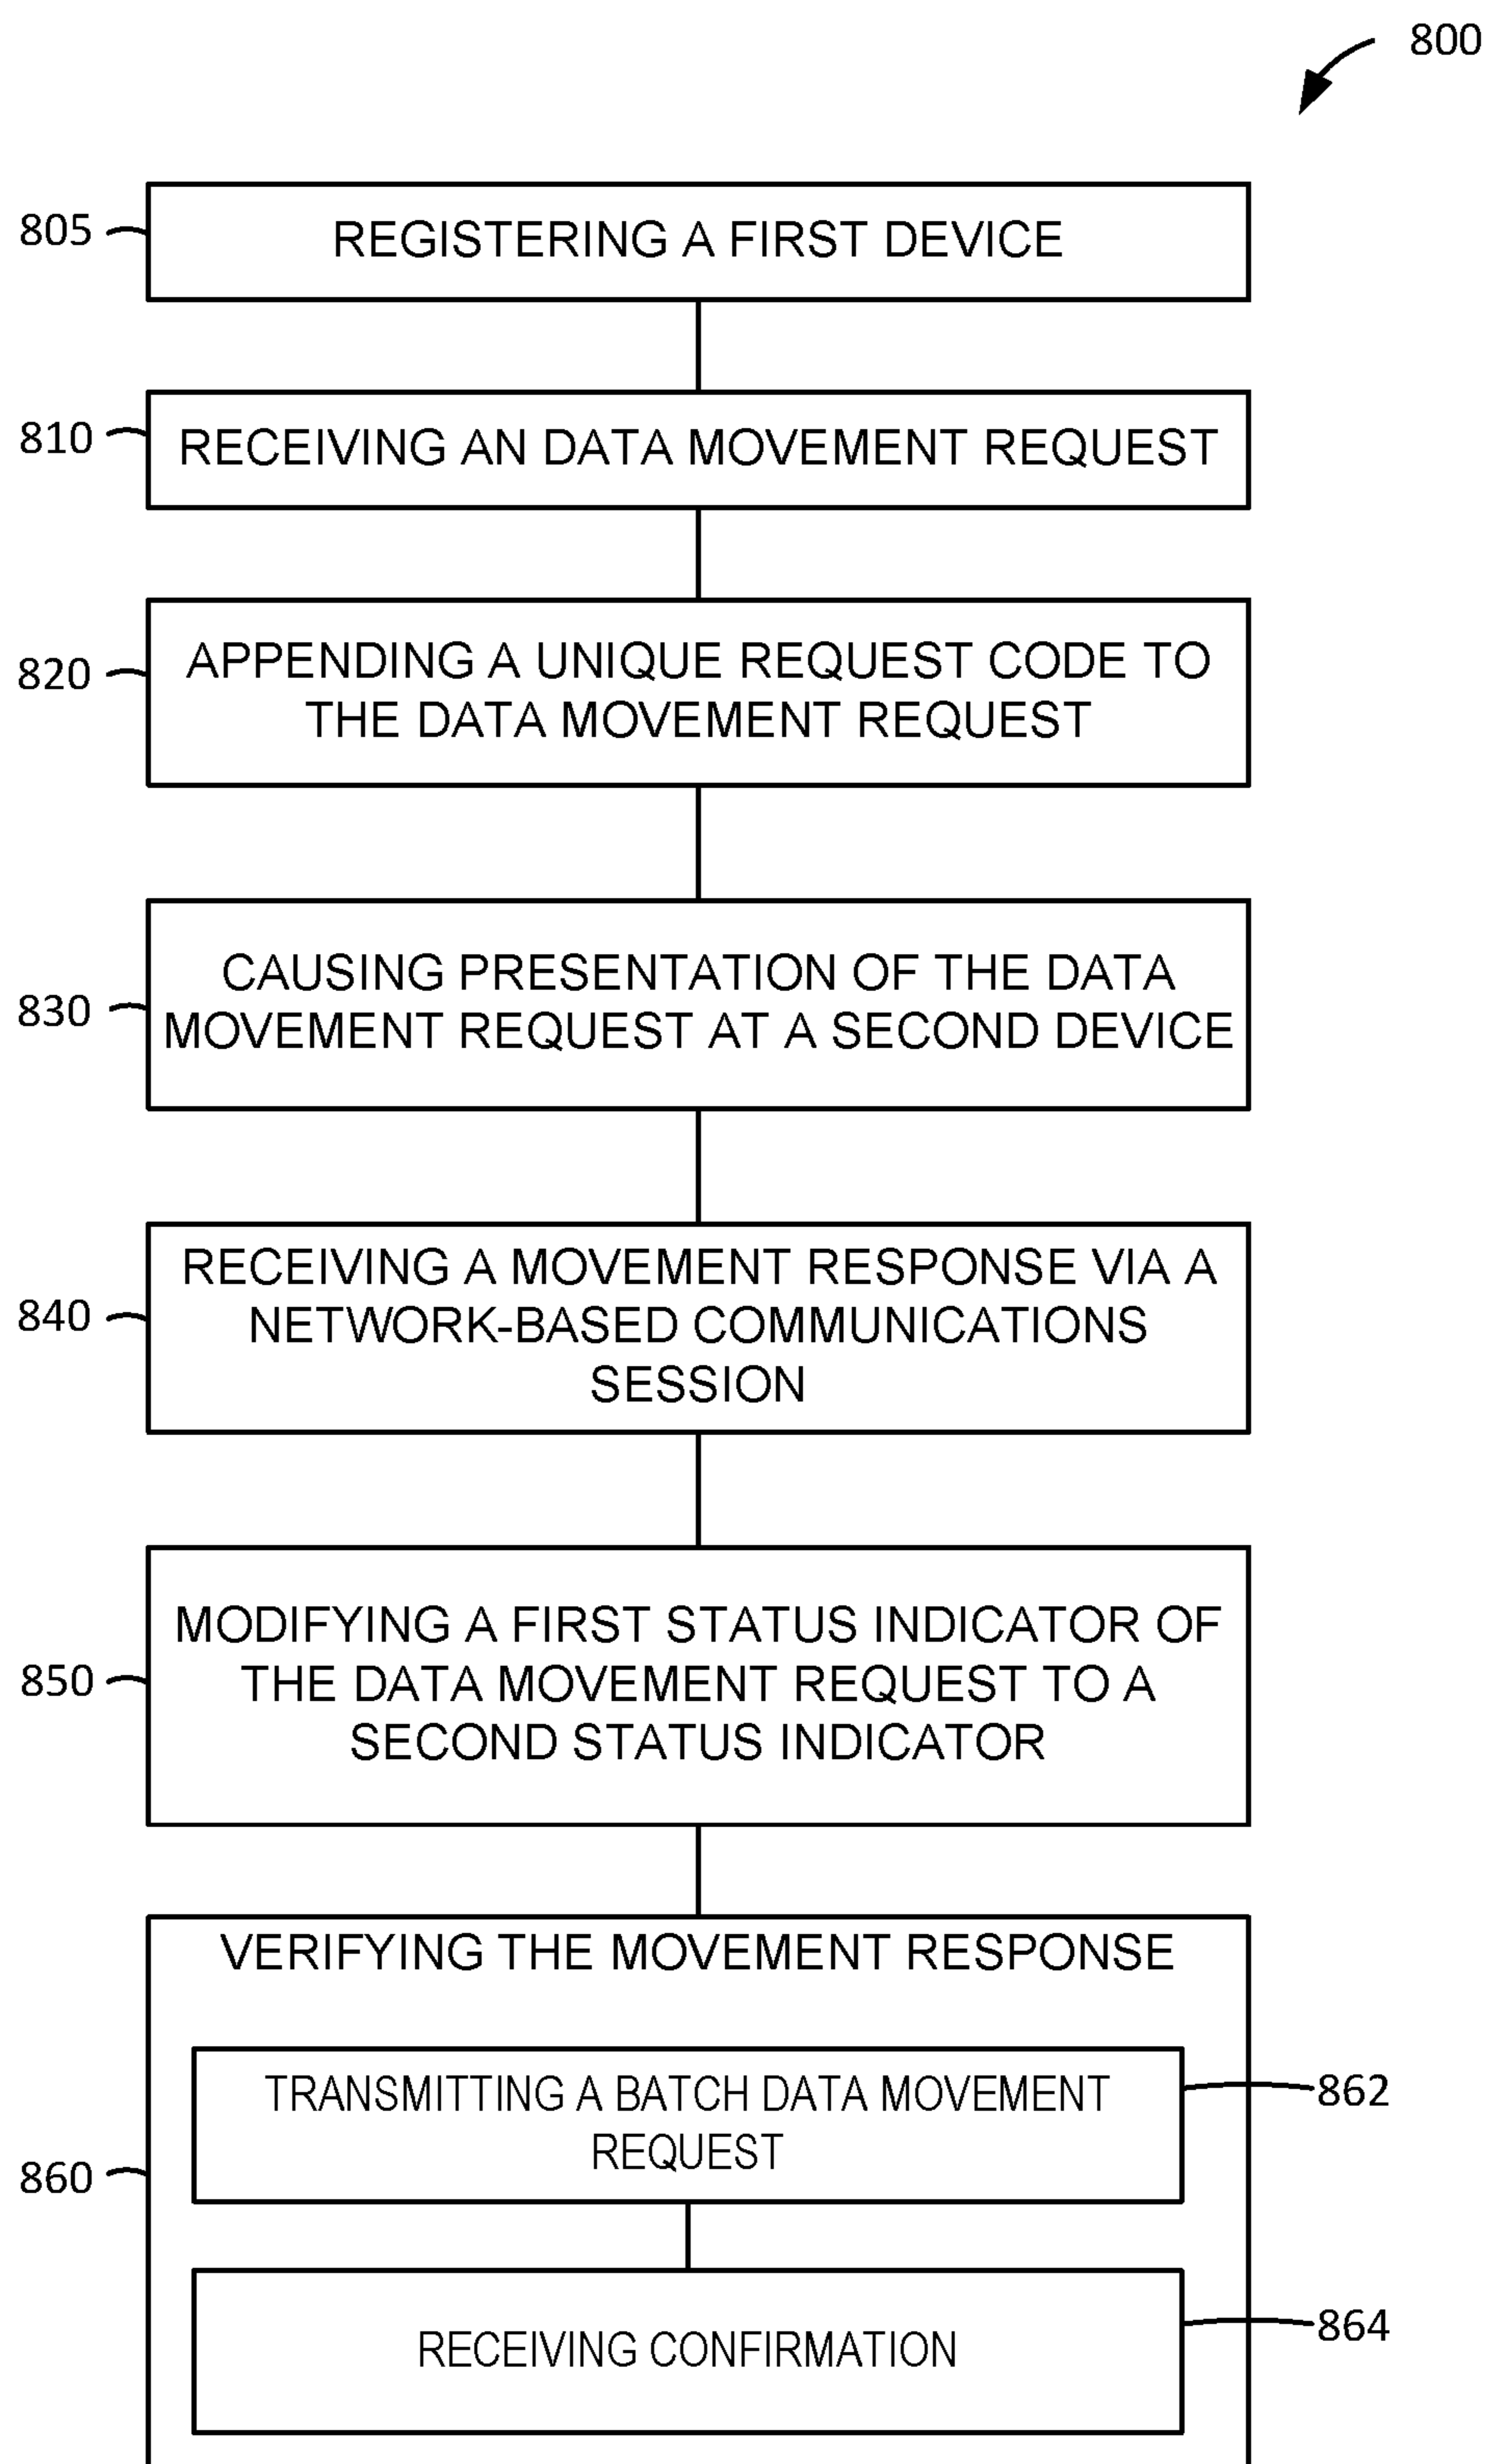 800
805
REGISTERING A FIRST DEVICE
810
RECEIVING AN DATA MOVEMENT REQUEST
820
APPENDING A UNIQUE REQUEST CODE TO
THE DATA MOVEMENT REQUEST
830
CAUSING PRESENTATION OF THE DATA
MOVEMENT REQUEST AT A SECOND DEVICE
840
RECEIVING A MOVEMENT RESPONSE VIA A
NETWORK-BASED COMMUNICATIONS
SESSION
850
MODIFYING A FIRST STATUS INDICATOR OF
THE DATA MOVEMENT REQUEST TO A
SECOND STATUS INDICATOR
860
VERIFYING THE MOVEMENT RESPONSE
TRANSMITTING A BATCH DATA MOVEMENT
REQUEST
862
RECEIVING CONFIRMATION
864